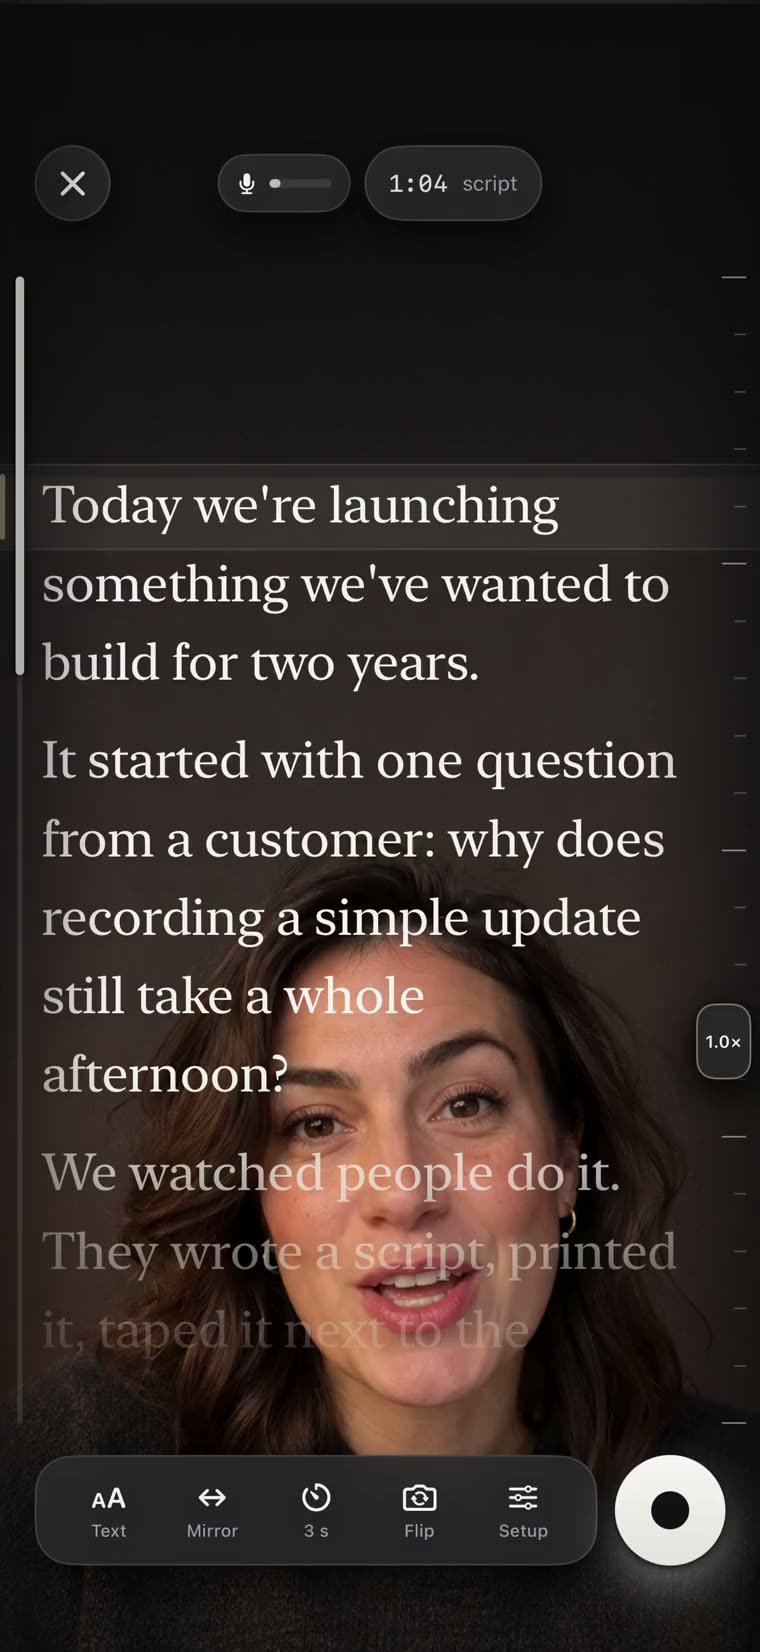 1:04 script
Today we're launching
something we've wanted to
build for two years.
It started with one question
from a customer: why does
recording a simple update
still take a whole
afternoon?
1.0×
We watched people do it.
They wrote a script, printed
it, taped it next to the
AA
Text
Mirror
3 s
Flip
Setup